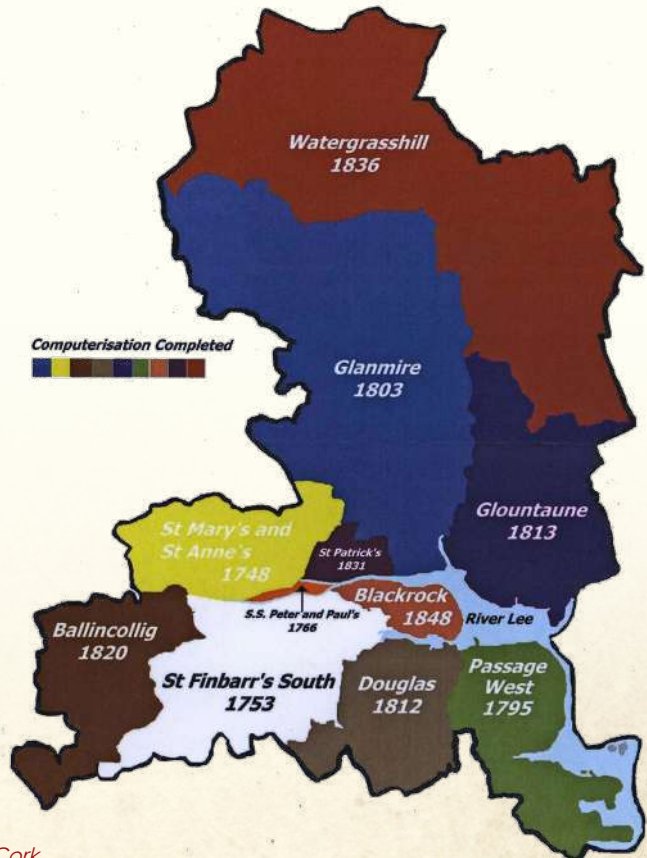 Watergrasshill
1836
Computerisation Completed
Glanmire
1803
Glountaune
1813
St Mary's and
St Anne's
1748
St Patrick's
1831
S.S. Peter and Paul's
1766
Blackrock
1848
River Lee
Ballincollig
1820
St Finbarr's South
1753
Douglas
1812
Passage
West
1795
Cork